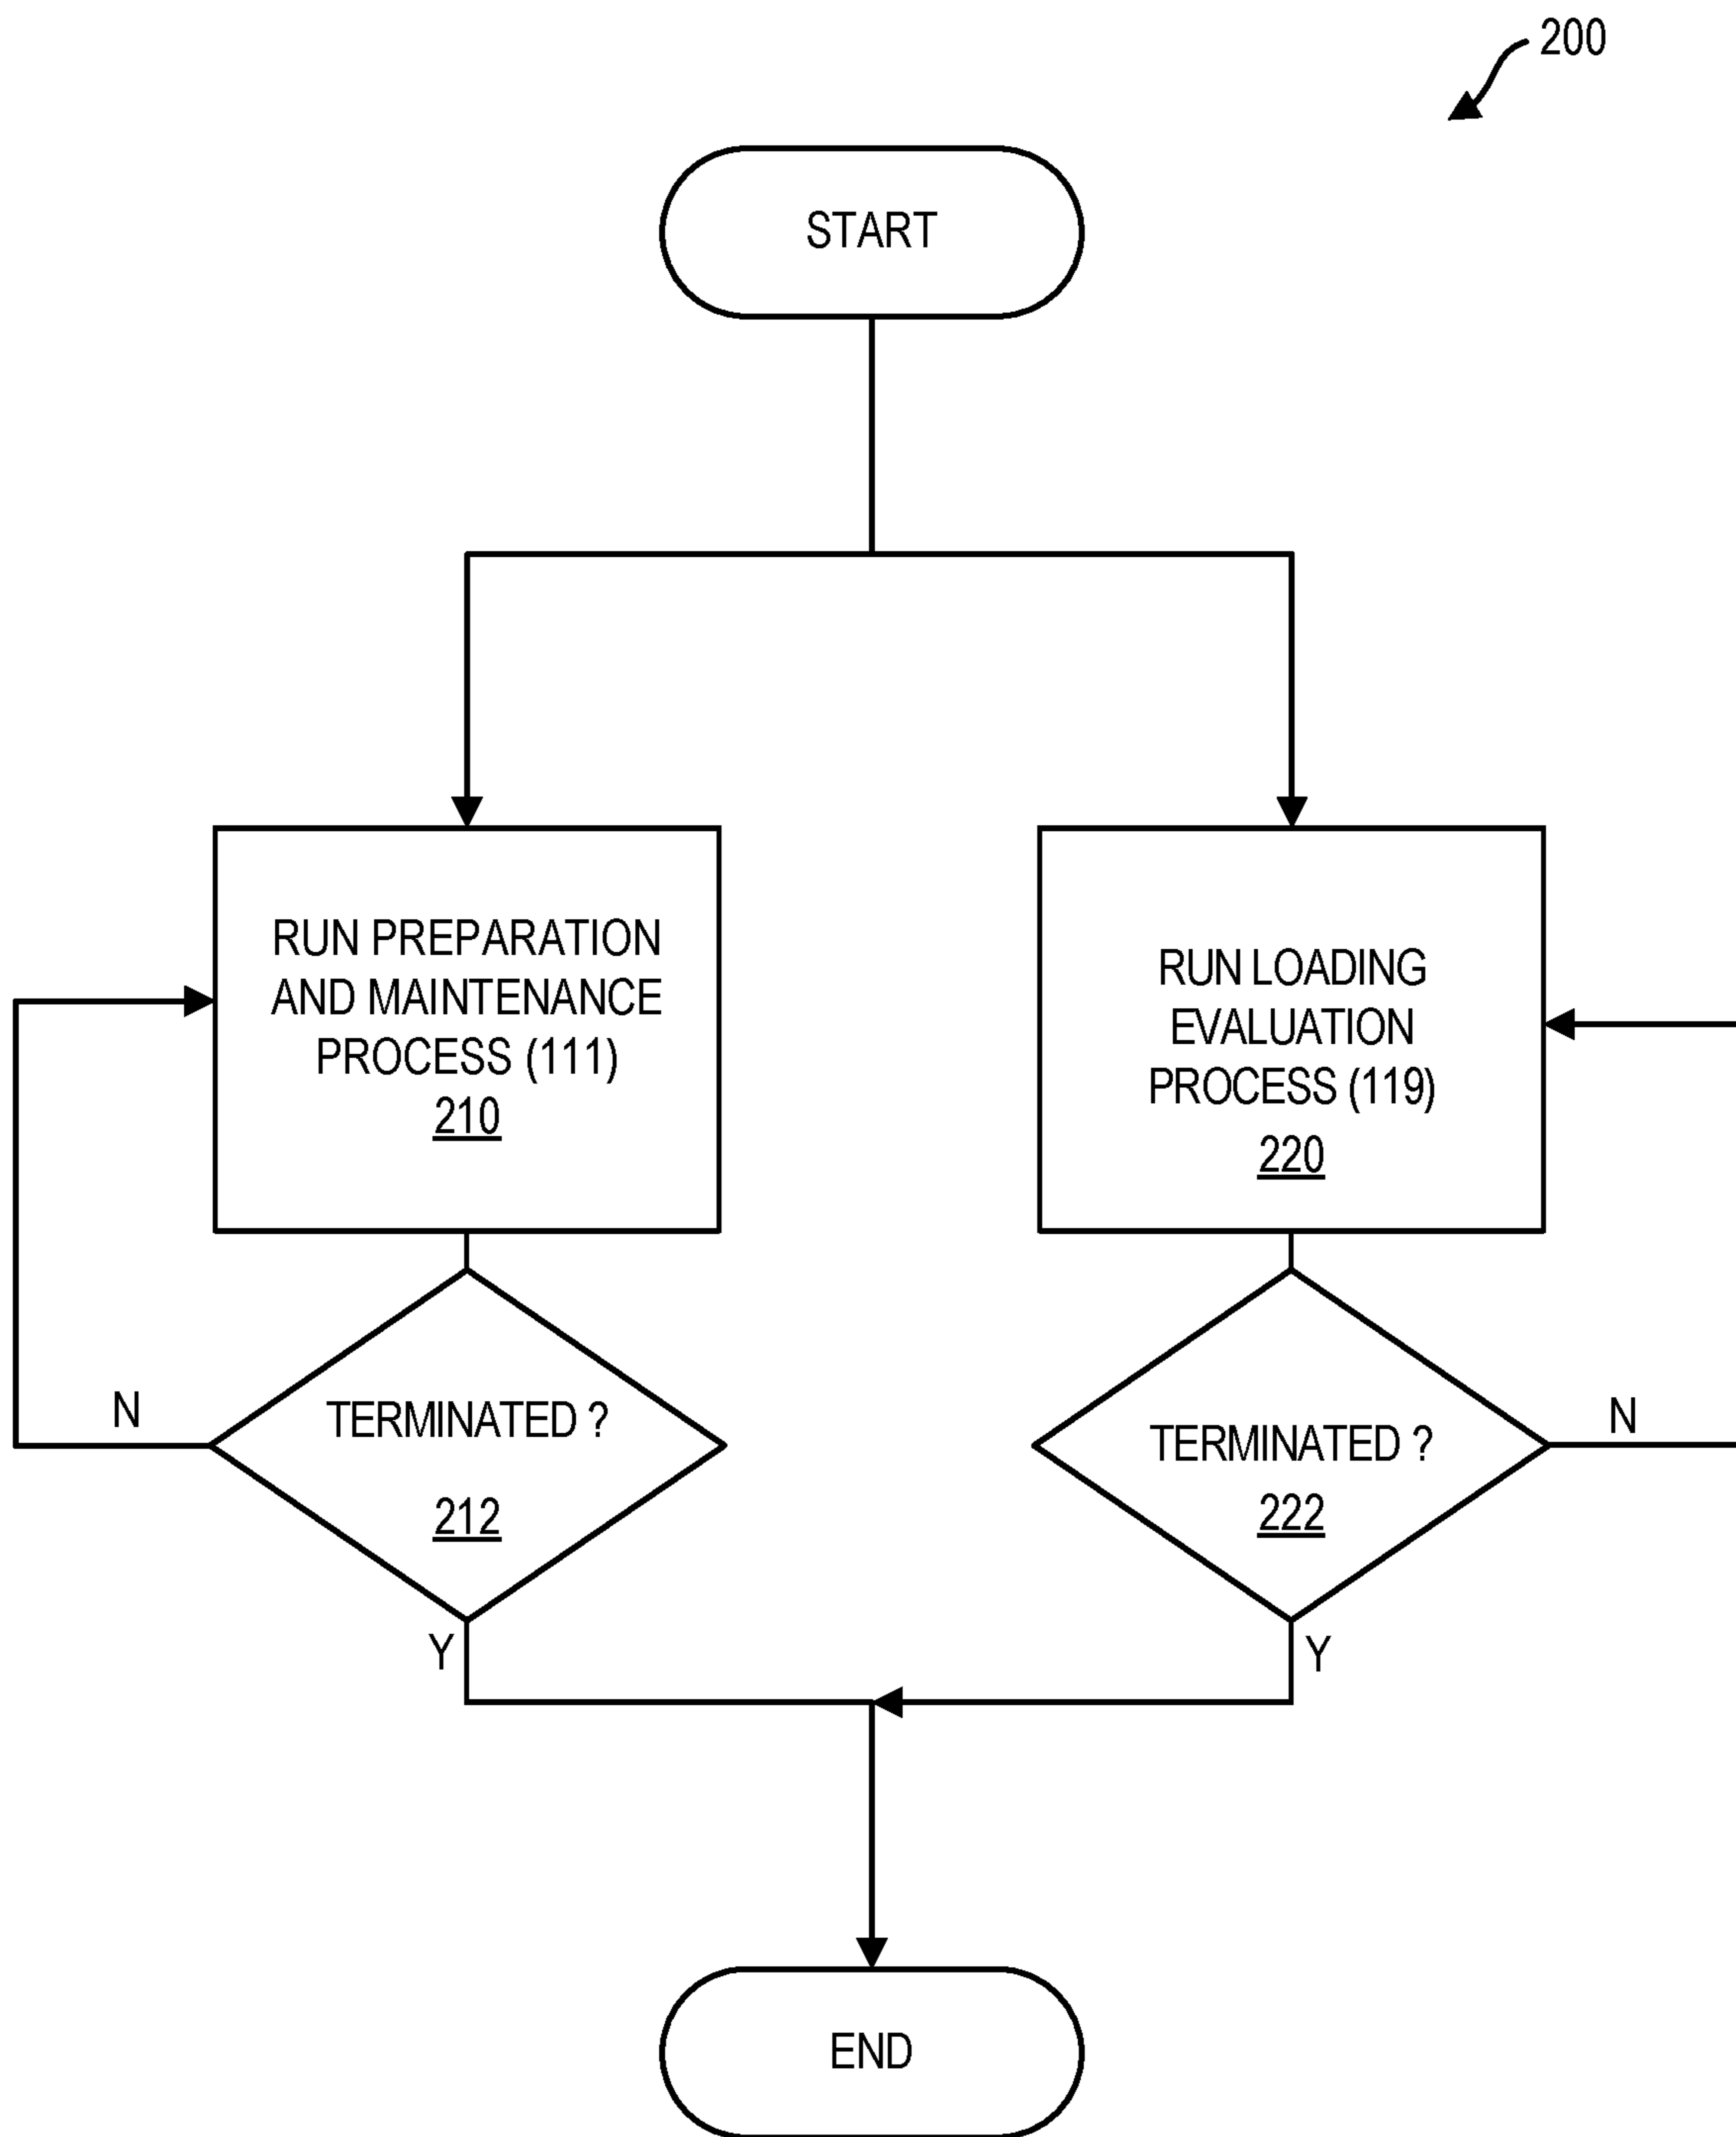 200
START
RUN PREPARATION
AND MAINTENANCE
PROCESS (111)
210
RUN LOADING
EVALUATION
PROCESS (119)
220
N
TERMINATED ?
212
Y
TERMINATED ?
222
N
Y
END